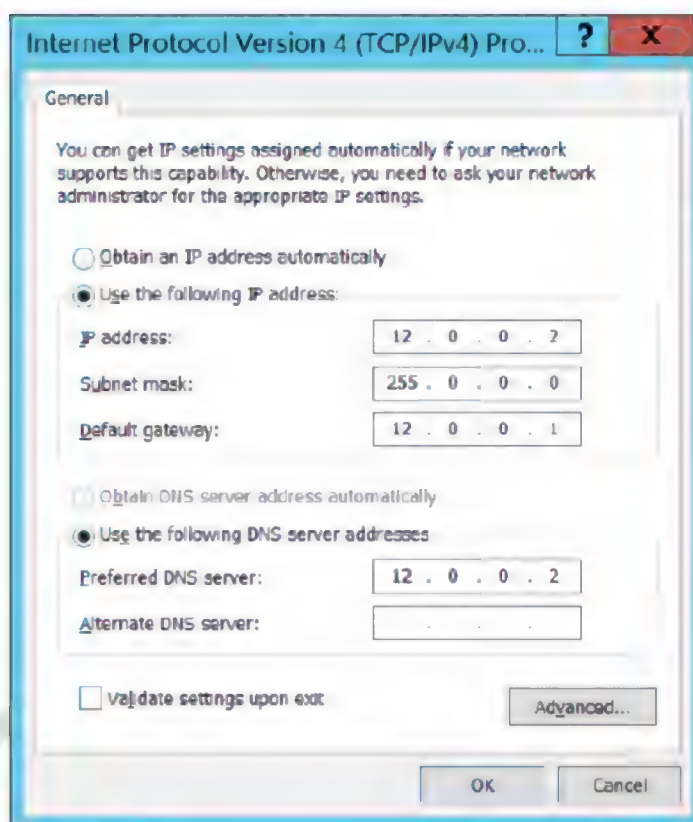 Internet Protocol Version 4 (TCP/IPv4) Pro... ? X
General
You can get IP settings assigned automatically if your network
supports this capability. Otherwise, you need to ask your network
administrator for the appropriate IP settings.
Obtain an IP address automatically
Use the following IP address:
IP address: 12 . 0 . 0 . 2
Subnet mask: 255 . 0 . 0 . 0
Default gateway: 12 . 0 . 0 . 1
Obtain DNS server address automatically
Use the following DNS server addresses
Preferred DNS server: 12 . 0 . 0 . 2
Alternate DNS server: . . .
Validate settings upon exit
Advanced...
OK Cancel